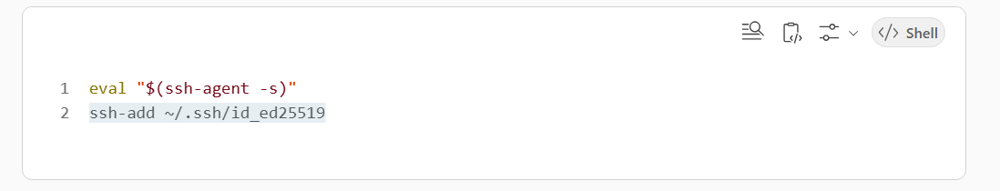 </> Shell
1 eval "$(ssh-agent -s)"
2 ssh-add ~/.ssh/id_ed25519